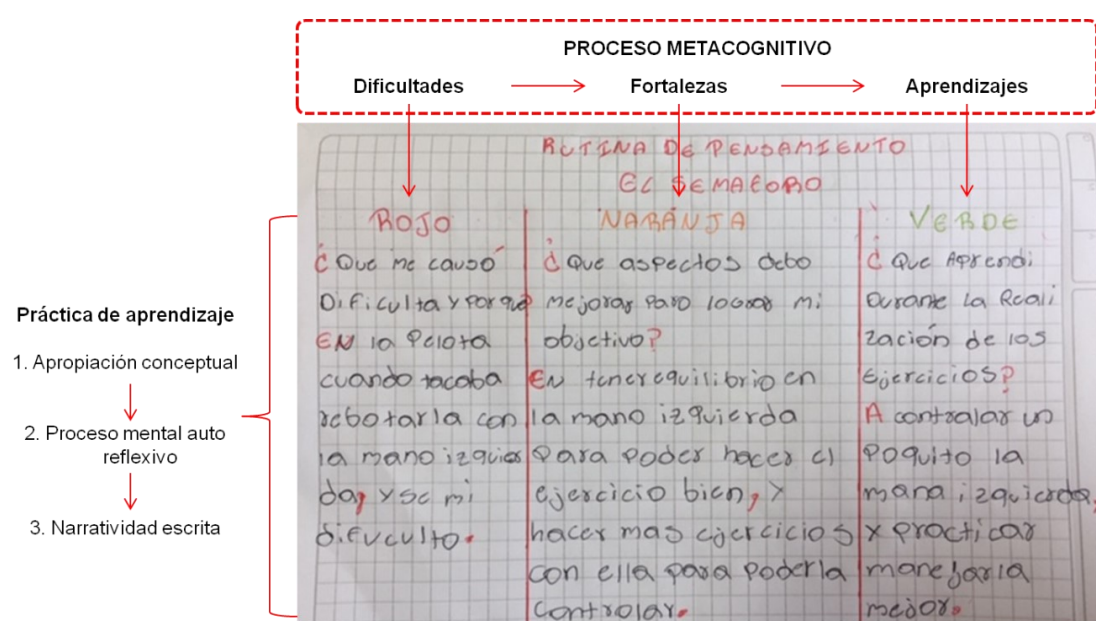 PROCESO METACOGNITIVO
Dificultades Fortalezas Aprendizajes
RUTINA DE PENSAMIENTO
EL SEMAFORO
ROJO
¿Que me causó
Dificulta y porqué
EN la Pelota
cuando tocaba
rebotarla con
la mano izquier
da, y se mi
difuculto.
NARANJA
¿Que aspectos debo
mejorar para lograr mi
objetivo?
EN tener equilibrio en
la mano izquierda
para poder hacer el
ejercicio bien, y
hacer mas ejercicios
con ella para poderla
controlar.
VERDE
¿Que Aprendi
Durante la Reali
zación de los
Ejercicios?
A contralar un
poquito la
mana izquierda,
y practicar
manejarla
mejor.
Práctica de aprendizaje
1. Apropiación conceptual
2. Proceso mental auto
reflexivo
3. Narratividad escrita